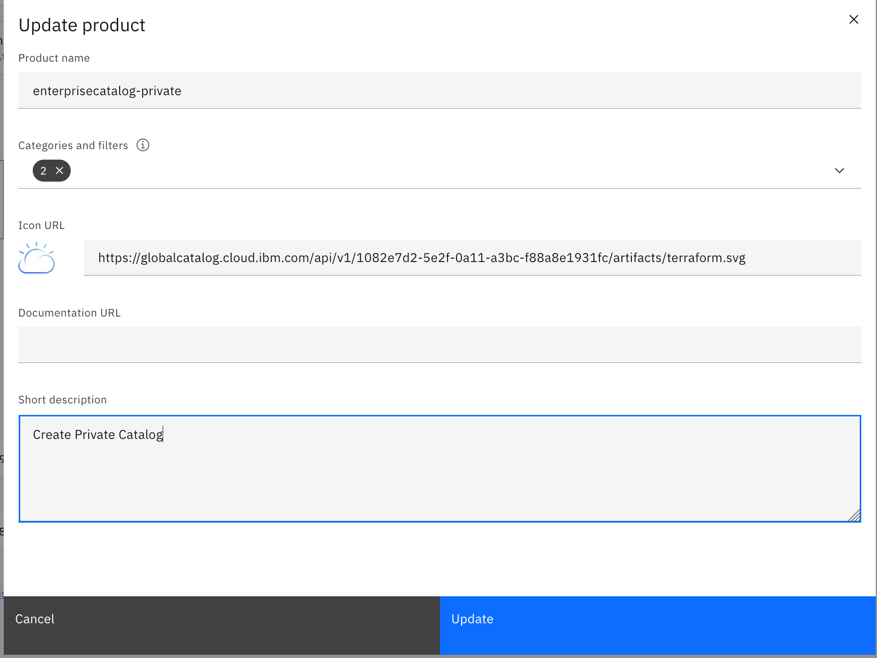 Update product
Product name
enterprisecatalog-private
Categories and filters
2
Icon URL
https://globalcatalog.cloud.ibm.com/api/v1/1082e7d2-5e2f-0a11-a3bc-f88a8e1931fc/artifacts/terraform.svg
Documentation URL
Short description
Create Private Catalog
Cancel
Update